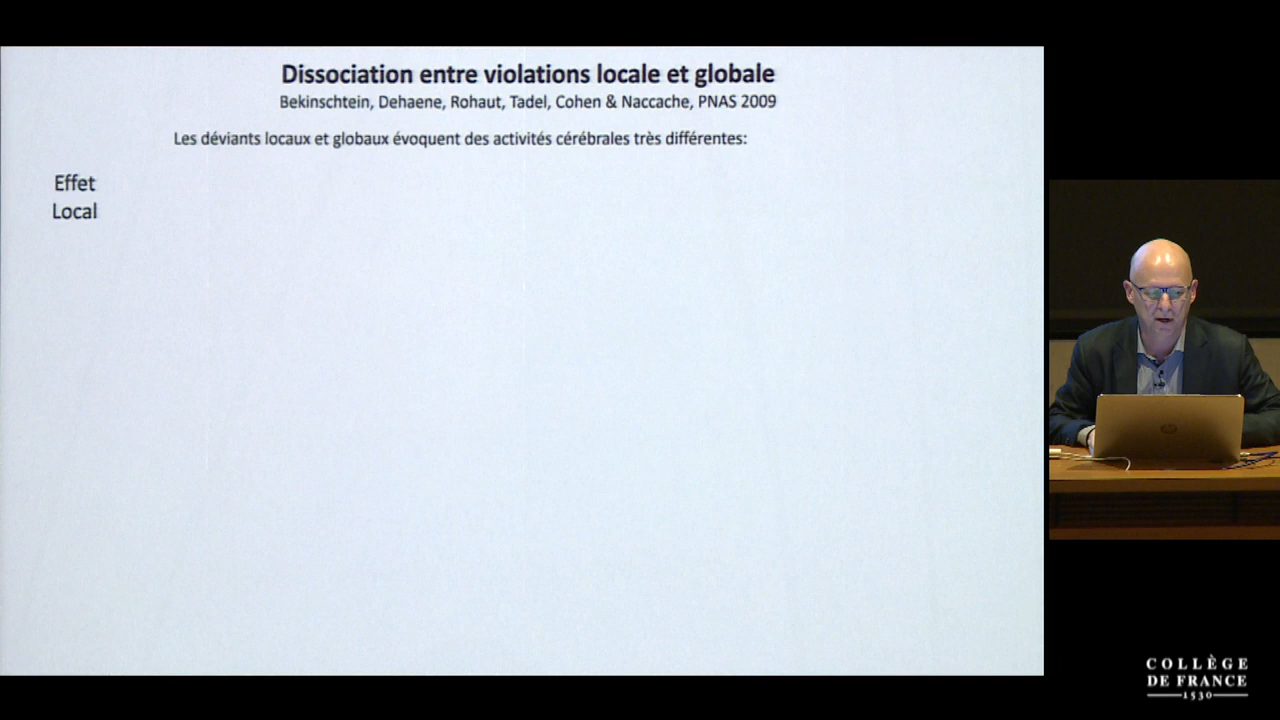 Dissociation entre violations locale et globale
Bekinschtein, Dehaene, Rohaut, Tadel, Cohen & Naccache, PNAS 2009
Les déviants locaux et globaux évoquent des activités cérébrales très différentes:
Effet
Local
COLLÈGE
DE FRANCE
1530